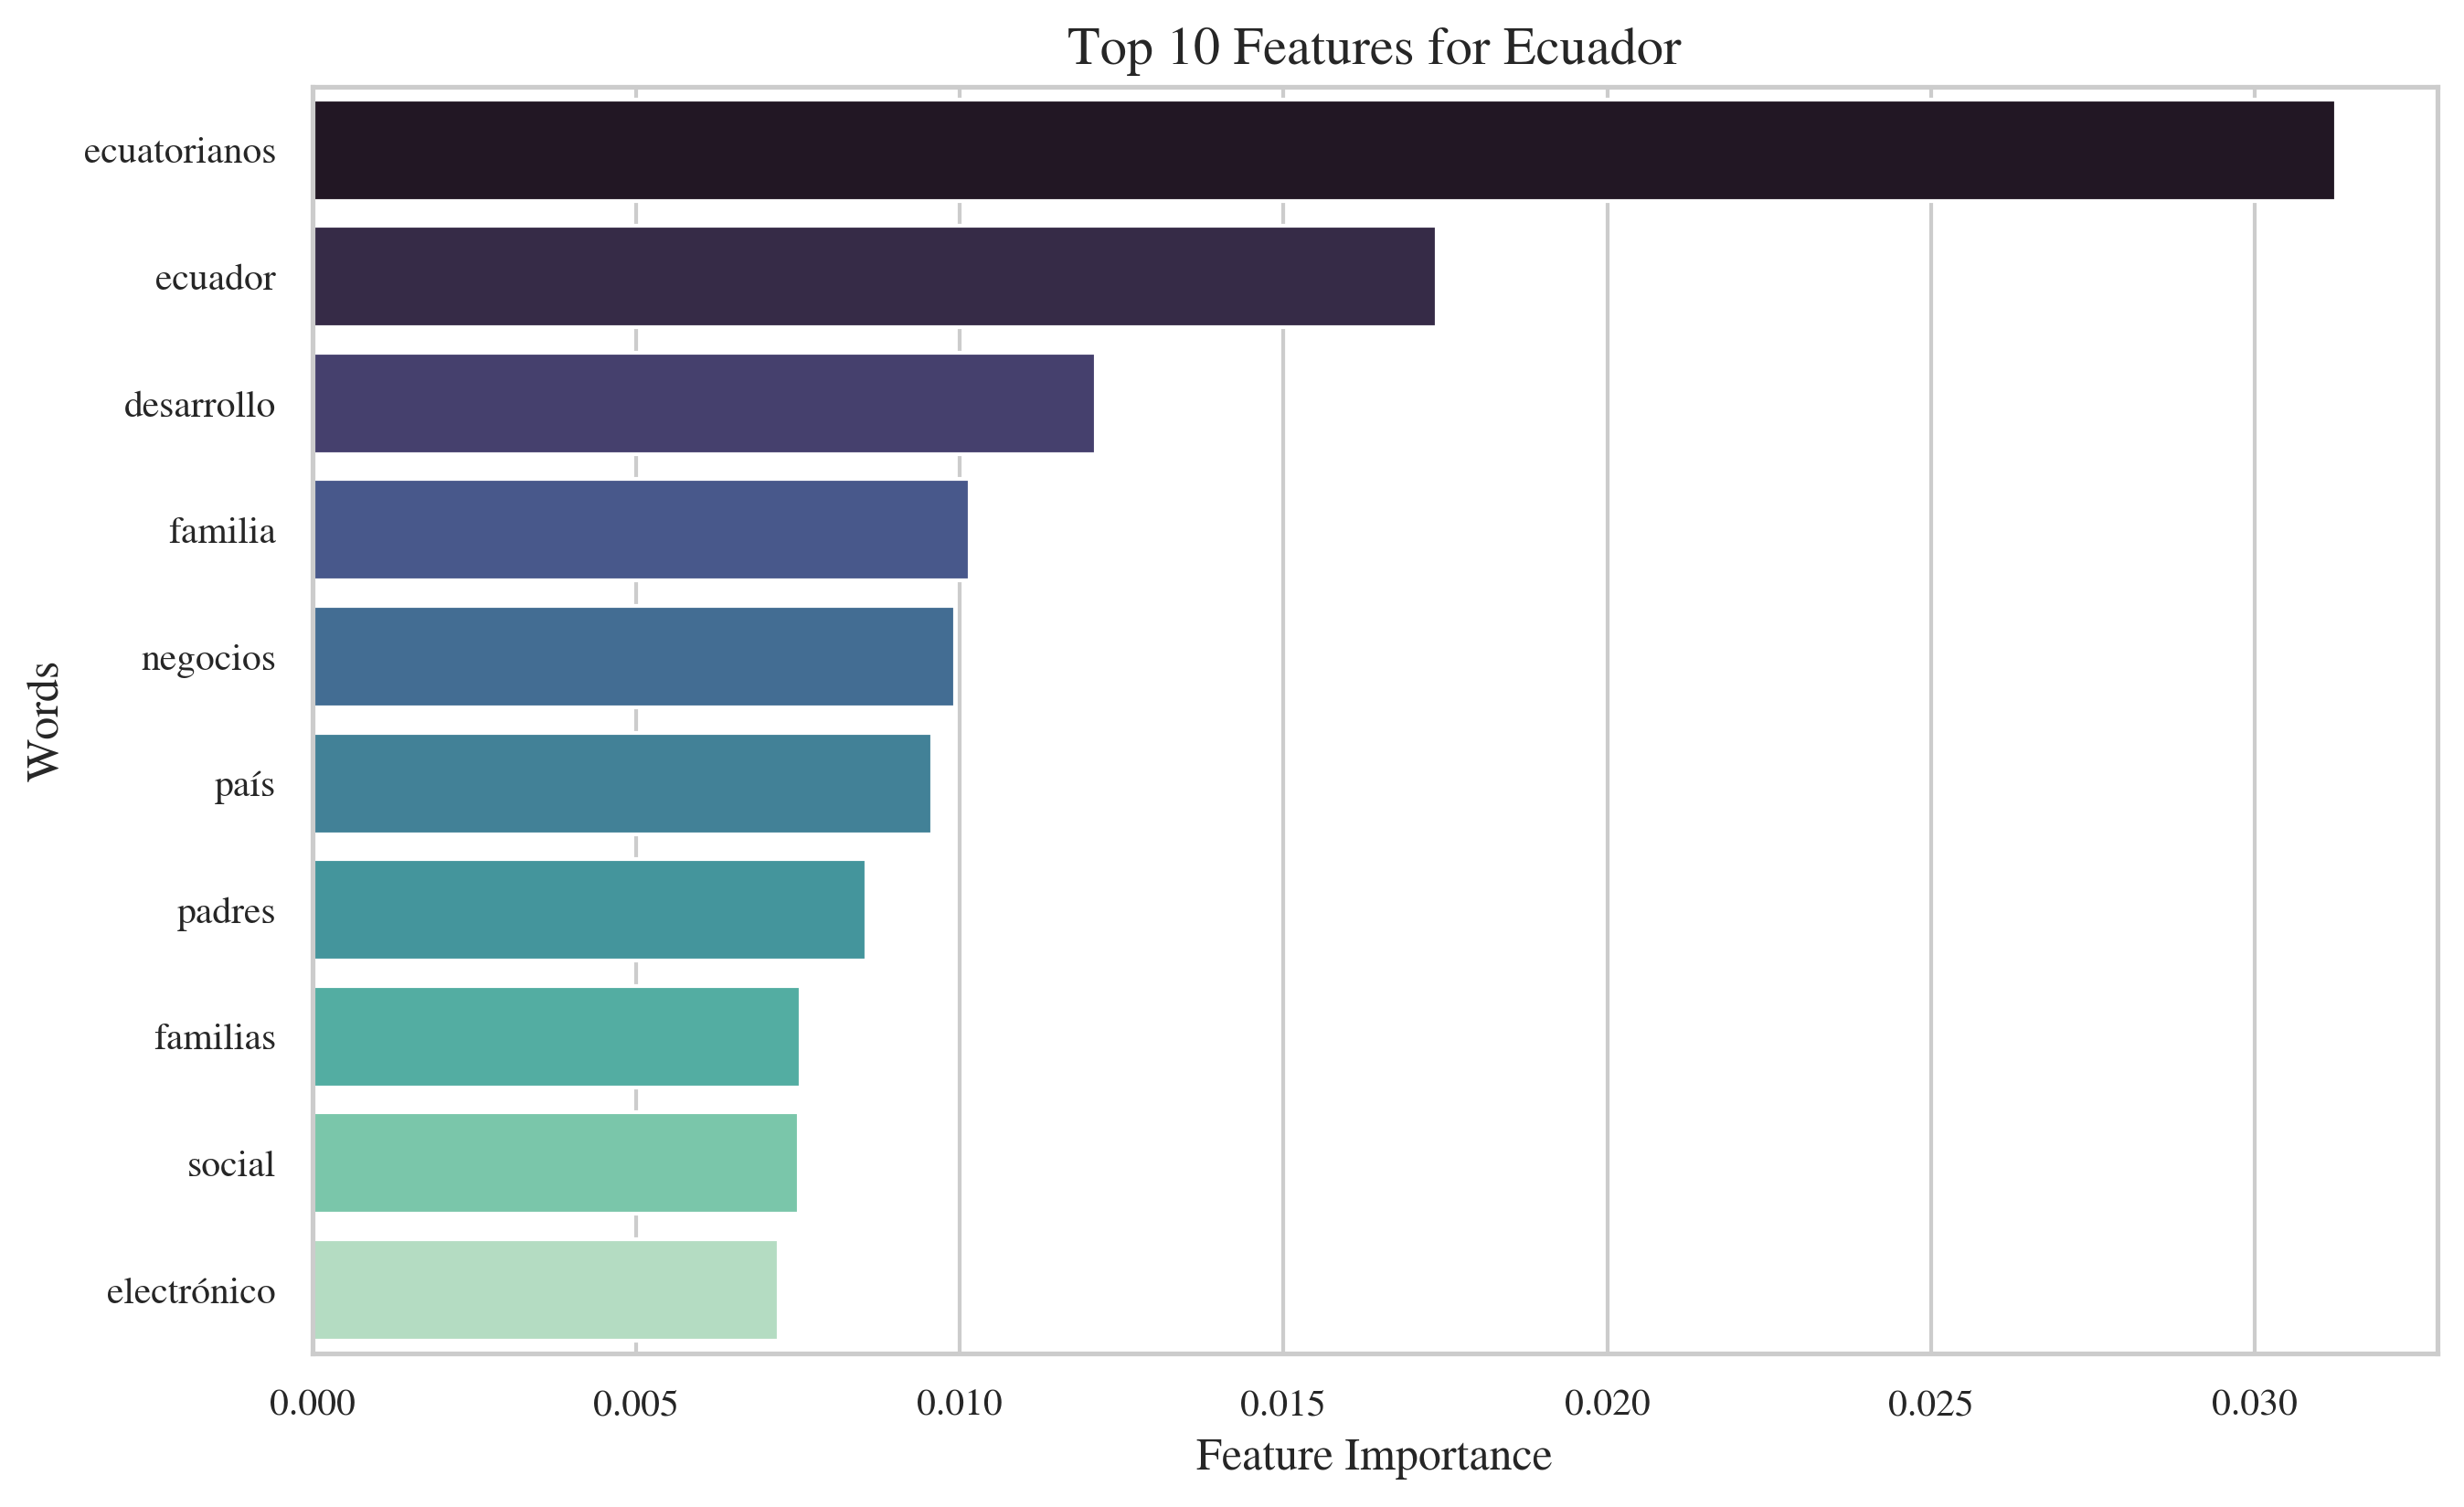 Top 10 Features for Ecuador
Words
ecuatorianos
ecuador
desarrollo
familia
negocios
país
padres
familias
social
electrónico
0.000 0.005 0.010 0.015 0.020 0.025 0.030
Feature Importance